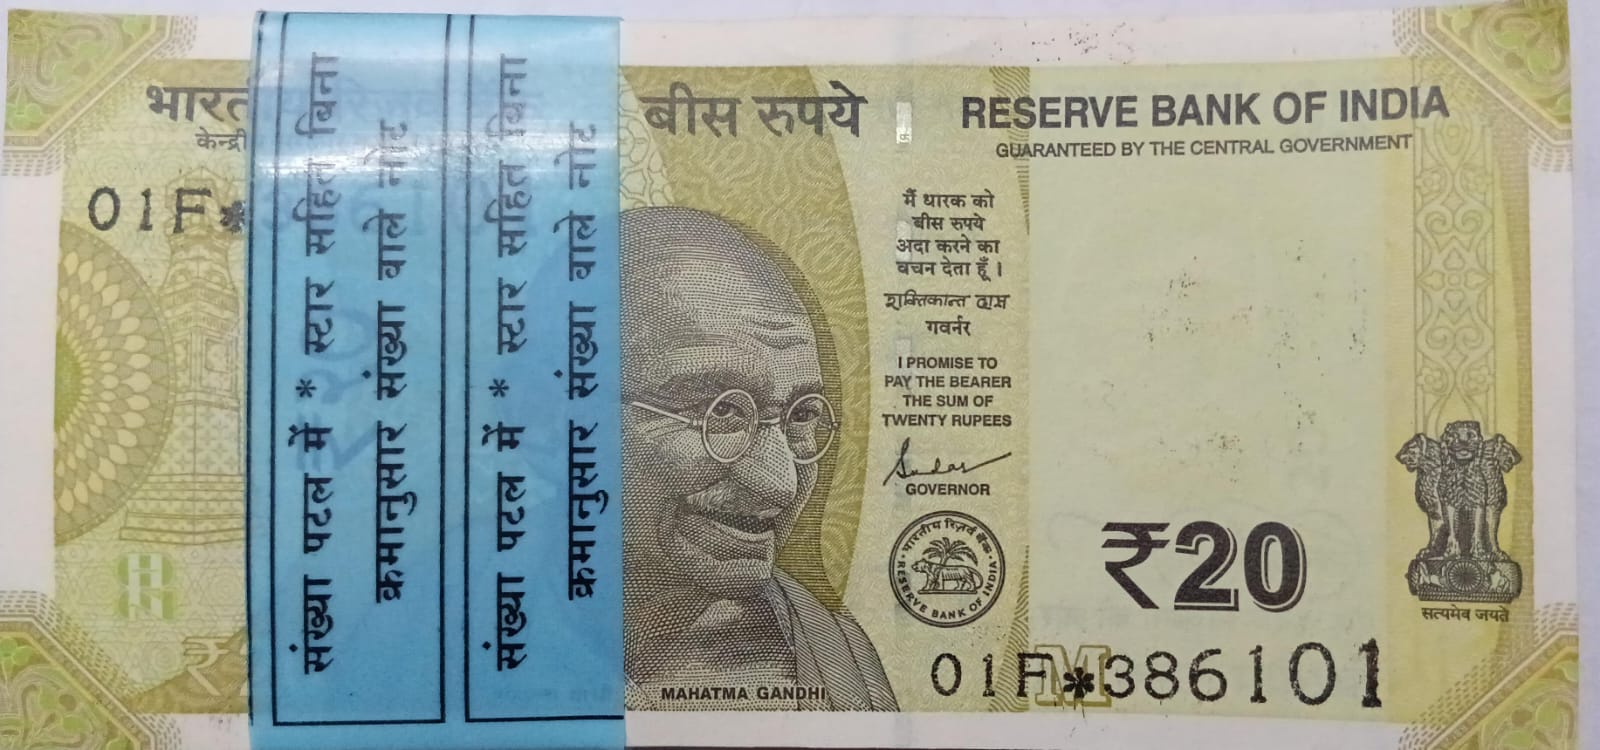 भारत
केन्द्री
01F*
संख्या पटल में * स्टार सहित बिना
क्रमानुसार संख्या वाले नोट
संख्या पटल में * स्टार सहित बिना
क्रमानुसार संख्या वाले नोट
बीस रुपये
RESERVE BANK OF INDIA
GUARANTEED BY THE CENTRAL GOVERNMENT
मैं धारक को
बीस रुपये
अदा करने का
वचन देता हूँ ।
शक्तिकान्त दास
गवर्नर
I PROMISE TO
PAY THE BEARER
THE SUM OF
TWENTY RUPEES
GOVERNOR
भारतीय रिज़र्व बैंक
RESERVE BANK OF INDIA
₹20
सत्यमेव जयते
M
01F*386101
MAHATMA GANDHI